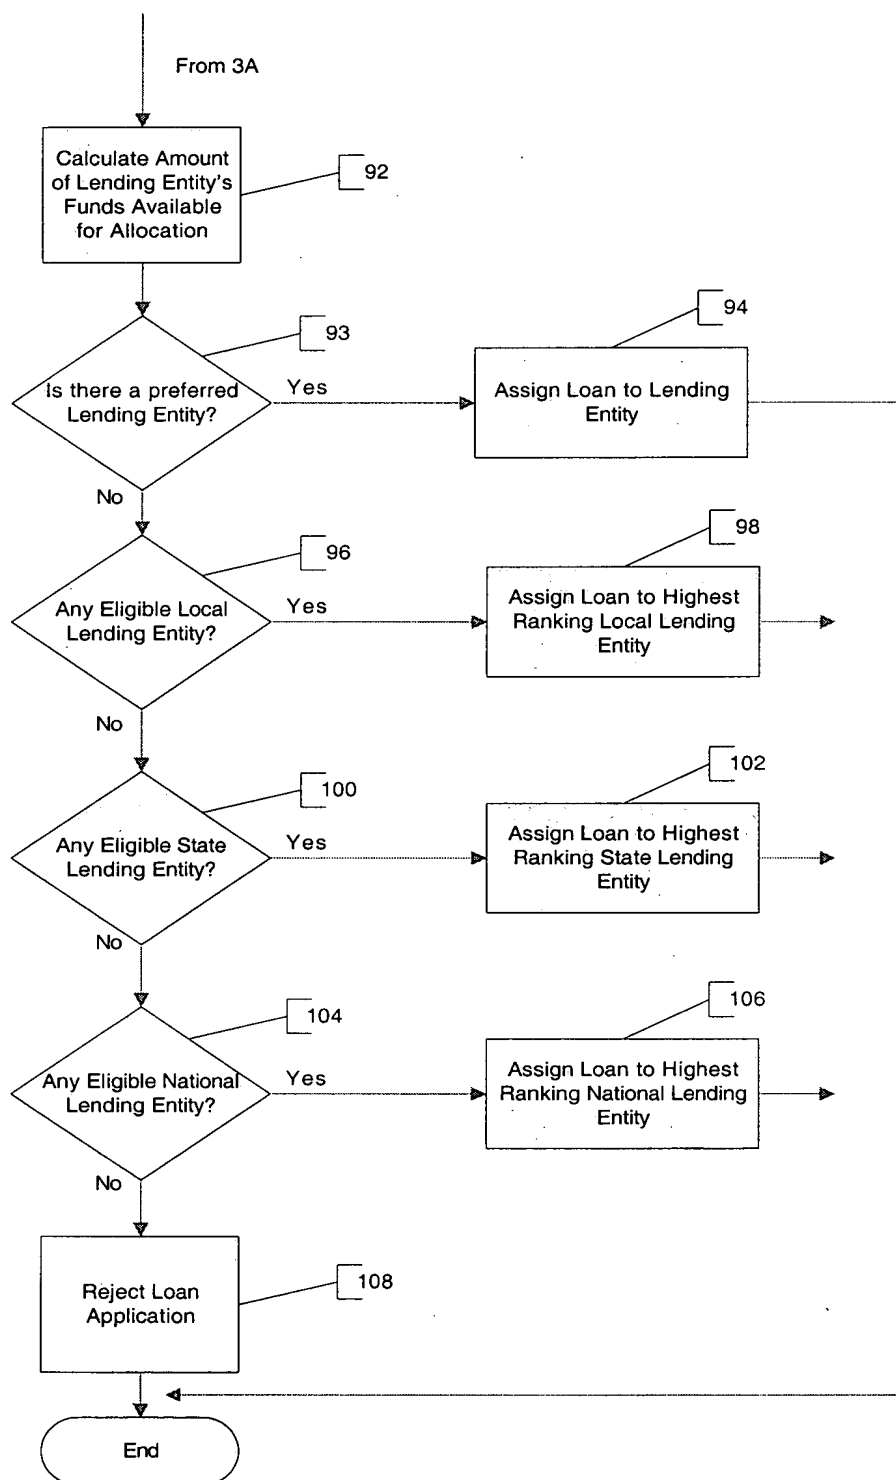 From 3A
Calculate Amount
of Lending Entity's
Funds Available
for Allocation
92
93
94
Is there a preferred
Lending Entity?
Yes
Assign Loan to Lending
Entity
No
96
98
Any Eligible Local
Lending Entity?
Yes
Assign Loan to Highest
Ranking Local Lending
Entity
No
100
102
Any Eligible State
Lending Entity?
Yes
Assign Loan to Highest
Ranking State Lending
Entity
No
104
106
Any Eligible National
Lending Entity?
Yes
Assign Loan to Highest
Ranking National Lending
Entity
No
Reject Loan
Application
108
End